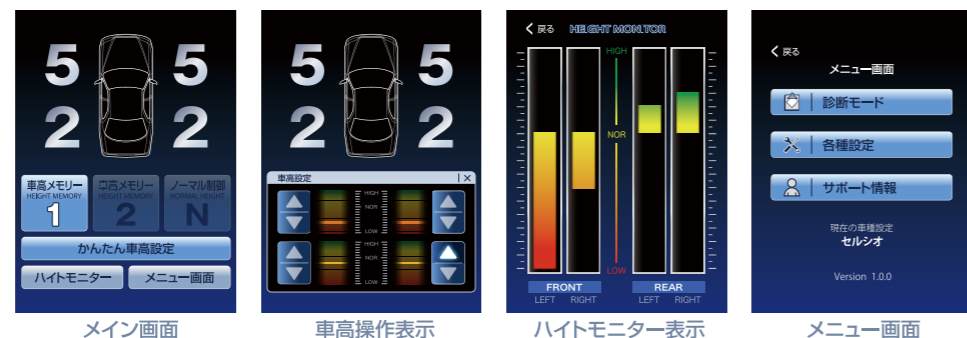 5 5
2 2
車高メモリー
HEIGHT MEMORY
1
車高メモリー
HEIGHT MEMORY
2
ノーマル制御
NORMAL HEIGHT
N
かんたん車高設定
ハイトモニター
メニュー画面
メイン画面
5 5
2 2
車高設定
X
HIGH
NOR
LOW
HIGH
NOR
LOW
車高操作表示
戻る
HEIGHT MONITOR
HIGH
NOR
LOW
FRONT
LEFT RIGHT
REAR
LEFT RIGHT
ハイトモニター表示
戻る
メニュー画面
診断モード
各種設定
サポート情報
現在の車種設定
セルシオ
Version 1.0.0
メニュー画面